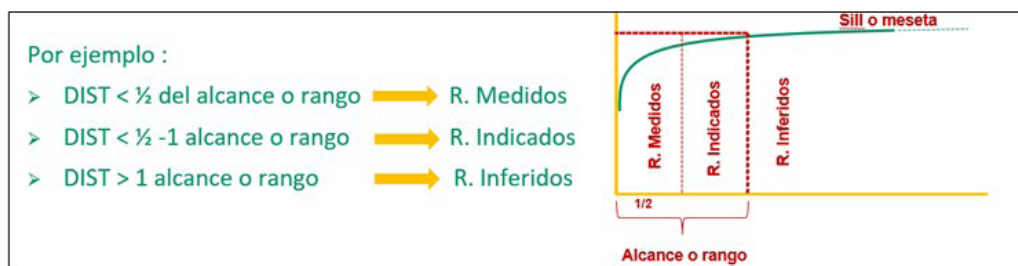 Por ejemplo :
➢ DIST < ½ del alcance o rango R. Medidos
➢ DIST < ½ -1 alcance o rango R. Indicados
➢ DIST > 1 alcance o rango R. Inferidos
Sill o meseta
R. Medidos
R. Indicados
R. Inferidos
1/2
Alcance o rango